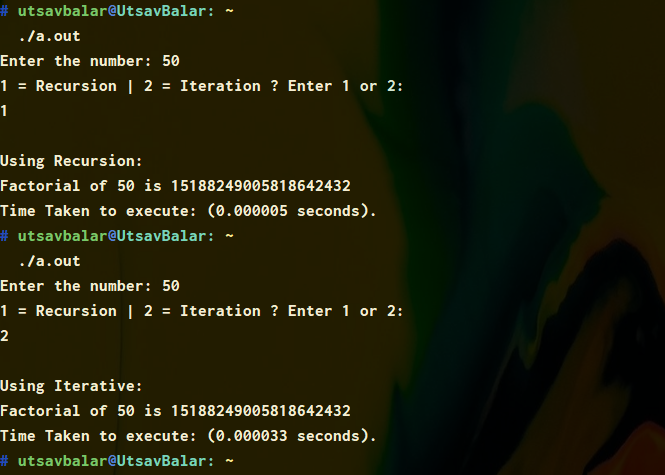 # utsavbalar@UtsavBalar: ~
./a.out
Enter the number: 50
1 = Recursion | 2 = Iteration ? Enter 1 or 2:
1
Using Recursion:
Factorial of 50 is 15188249005818642432
Time Taken to execute: (0.000005 seconds).
# utsavbalar@UtsavBalar: ~
./a.out
Enter the number: 50
1 = Recursion | 2 = Iteration ? Enter 1 or 2:
2
Using Iterative:
Factorial of 50 is 15188249005818642432
Time Taken to execute: (0.000033 seconds).
# utsavbalar@UtsavBalar: ~